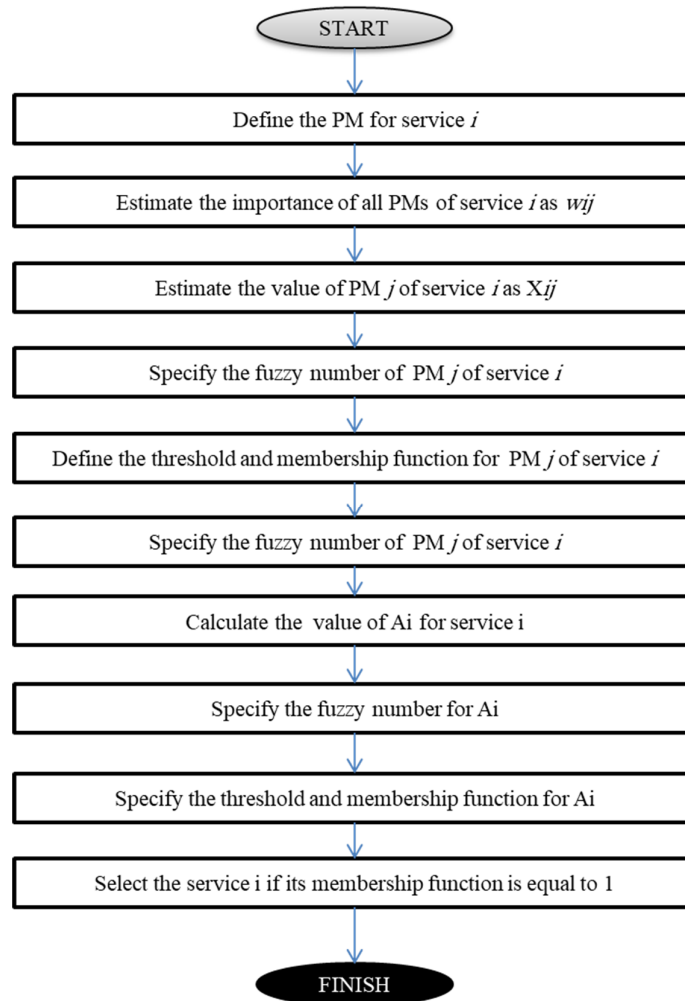 START
Define the PM for service i
Estimate the importance of all PMs of service i as wij
Estimate the value of PM j of service i as Xij
Specify the fuzzy number of PM j of service i
Define the threshold and membership function for PM j of service i
Specify the fuzzy number of PM j of service i
Calculate the value of Ai for service i
Specify the fuzzy number for Ai
Specify the threshold and membership function for Ai
Select the service i if its membership function is equal to 1
FINISH